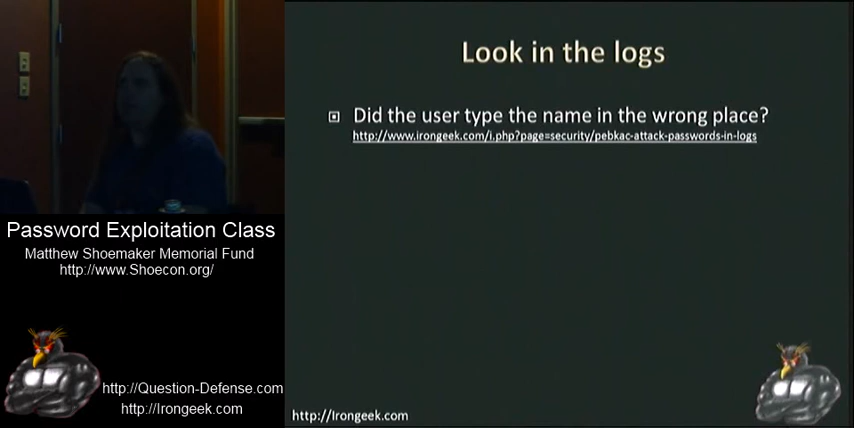 Look in the logs
Did the user type the name in the wrong place?
http://www.irongeek.com/i.php?page=security/pebkac-attack-passwords-in-logs
Password Exploitation Class
Matthew Shoemaker Memorial Fund
http://www.Shoecon.org/
http://Question-Defense.com
http://Irongeek.com
http://Irongeek.com